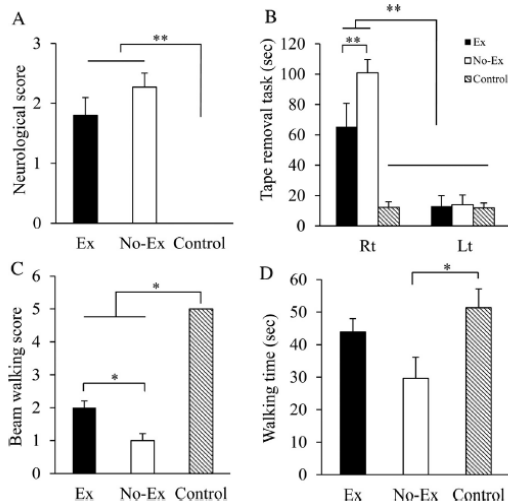 A
Neurological score
3
2
1
0
**
Ex No-Ex Control
B
Tape removal task (sec)
120
100
80
60
40
20
0
**
**
Ex
No-Ex
Control
Rt Lt
C
Beam walking score
6
5
4
3
2
1
0
*
*
Ex No-Ex Control
D
Walking time (sec)
60
50
40
30
20
10
0
*
Ex No-Ex Control